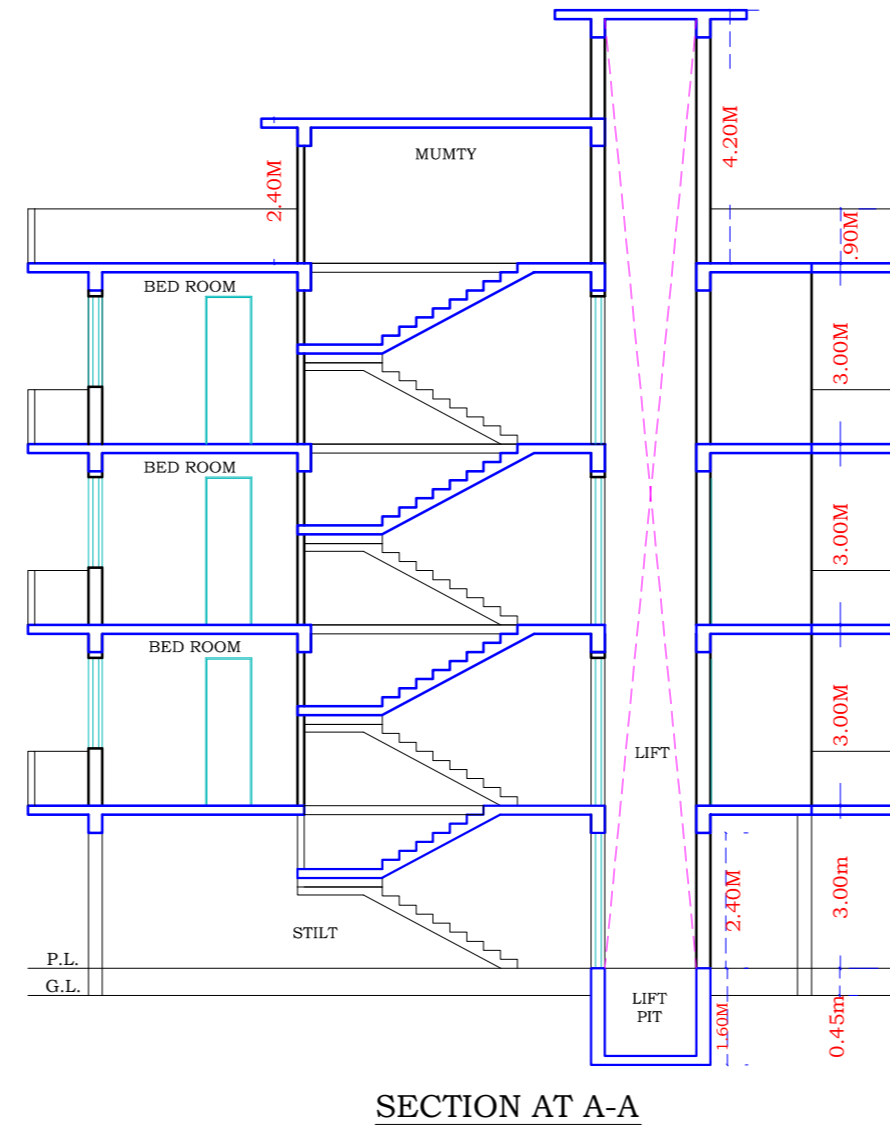 4.20M
MUMTY
2.40M
.90M
BED ROOM
3.00M
BED ROOM
3.00M
BED ROOM
3.00M
LIFT
2.40M
3.00m
STILT
P.L.
G.L.
LIFT
PIT
1.60M
0.45m
SECTION AT A-A